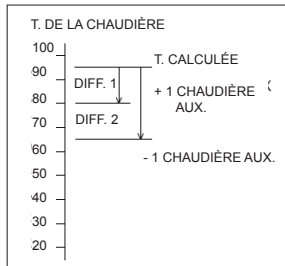 T. DE LA CHAUDIÈRE
100
90
80
70
60
50
40
30
20
T. CALCULÉE
DIFF. 1
+ 1 CHAUDIÈRE
AUX.
DIFF. 2
- 1 CHAUDIÈRE AUX.